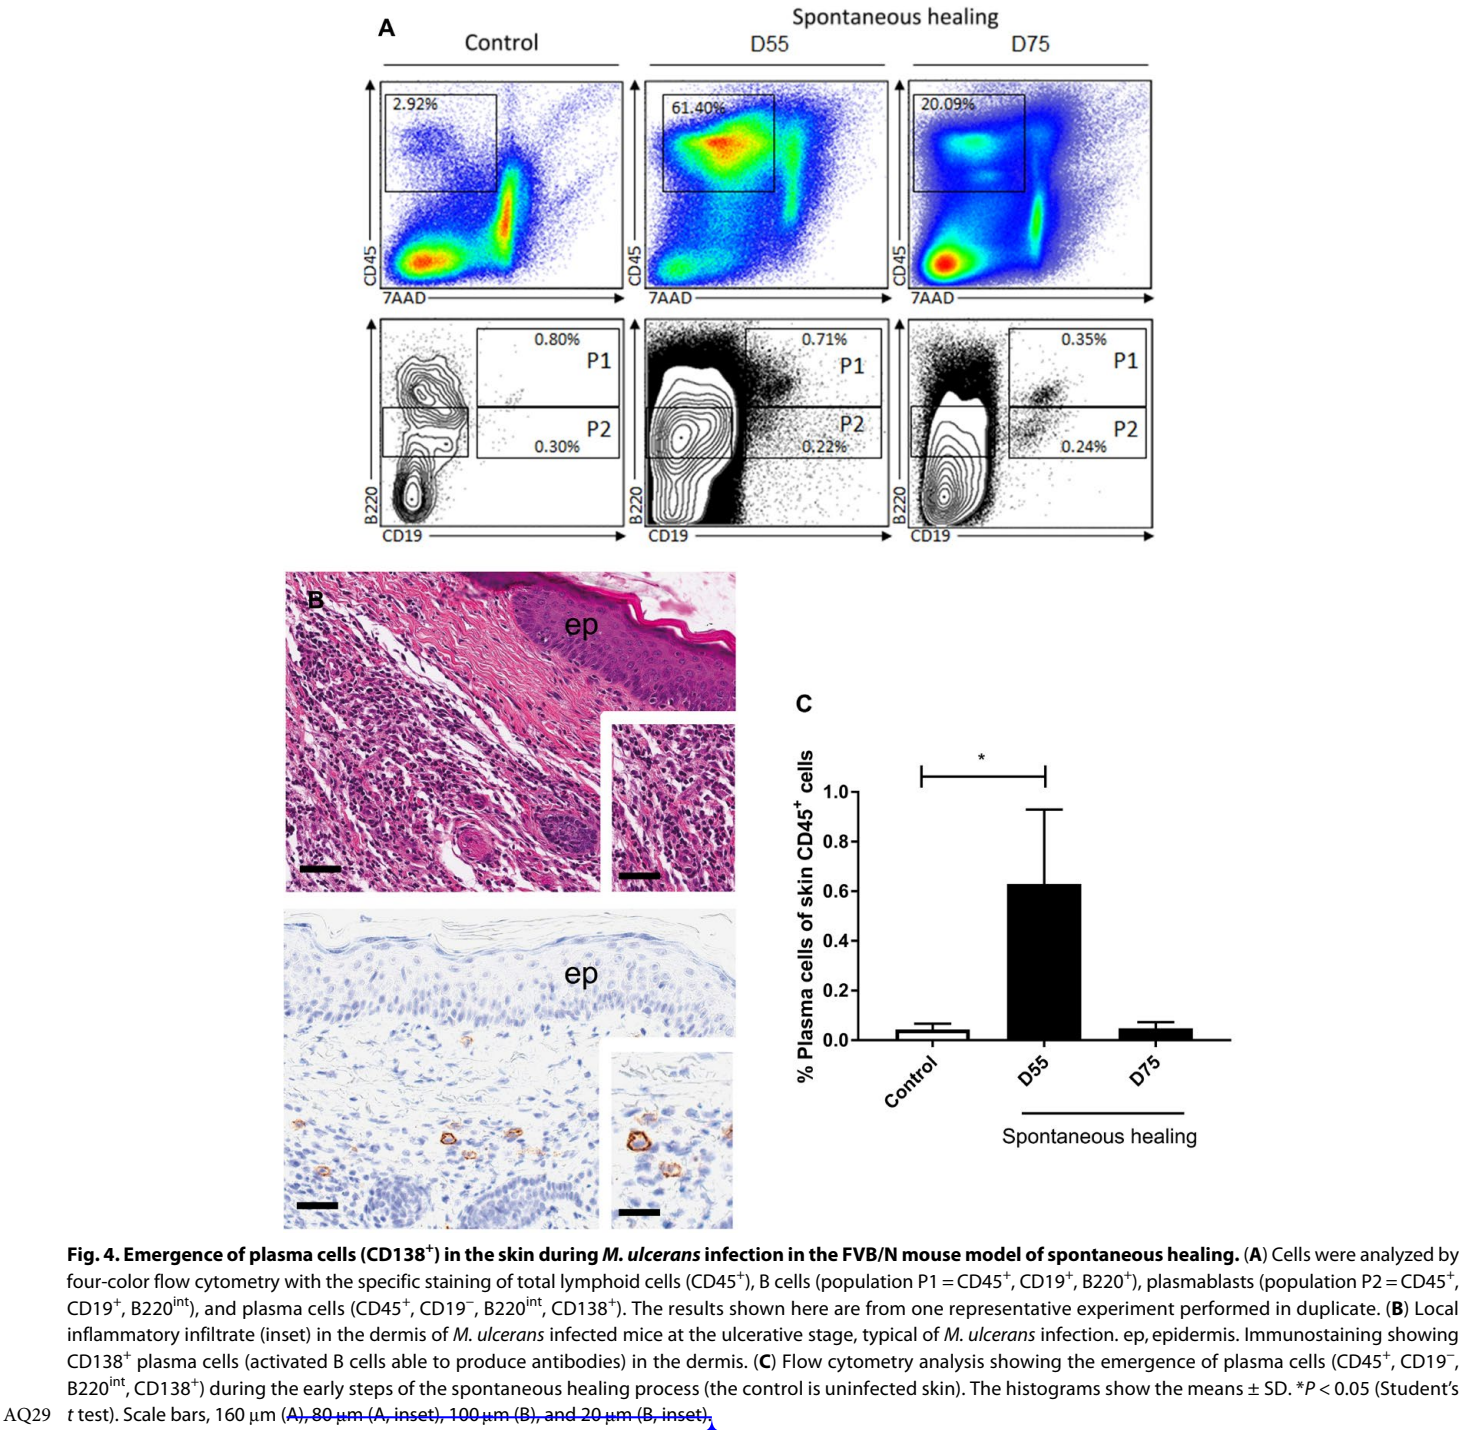 A
Spontaneous healing
Control
D55
D75
2.92%
61.40%
20.09%
CD45
CD45
CD45
7AAD
7AAD
7AAD
0.80%
P1
P2
0.30%
0.71%
P1
P2
0.22%
0.35%
P1
P2
0.24%
B220
B220
B220
CD19
CD19
CD19
B
ep
ep
C
*
% Plasma cells of skin CD45⁺ cells
1.0
0.8
0.6
0.4
0.2
0.0
Control
D55
D75
Spontaneous healing
Fig. 4. Emergence of plasma cells (CD138⁺) in the skin during M. ulcerans infection in the FVB/N mouse model of spontaneous healing. (A) Cells were analyzed by
four-color flow cytometry with the specific staining of total lymphoid cells (CD45⁺), B cells (population P1 = CD45⁺, CD19⁺, B220⁺), plasmablasts (population P2 = CD45⁺,
CD19⁺, B220ⁱⁿᵗ), and plasma cells (CD45⁺, CD19⁻, B220ⁱⁿᵗ, CD138⁺). The results shown here are from one representative experiment performed in duplicate. (B) Local
inflammatory infiltrate (inset) in the dermis of M. ulcerans infected mice at the ulcerative stage, typical of M. ulcerans infection. ep, epidermis. Immunostaining showing
CD138⁺ plasma cells (activated B cells able to produce antibodies) in the dermis. (C) Flow cytometry analysis showing the emergence of plasma cells (CD45⁺, CD19⁻,
B220ⁱⁿᵗ, CD138⁺) during the early steps of the spontaneous healing process (the control is uninfected skin). The histograms show the means ± SD. *P < 0.05 (Student's
AQ29 t test). Scale bars, 160 μm (A), 80 μm (A, inset), 100 μm (B), and 20 μm (B, inset).